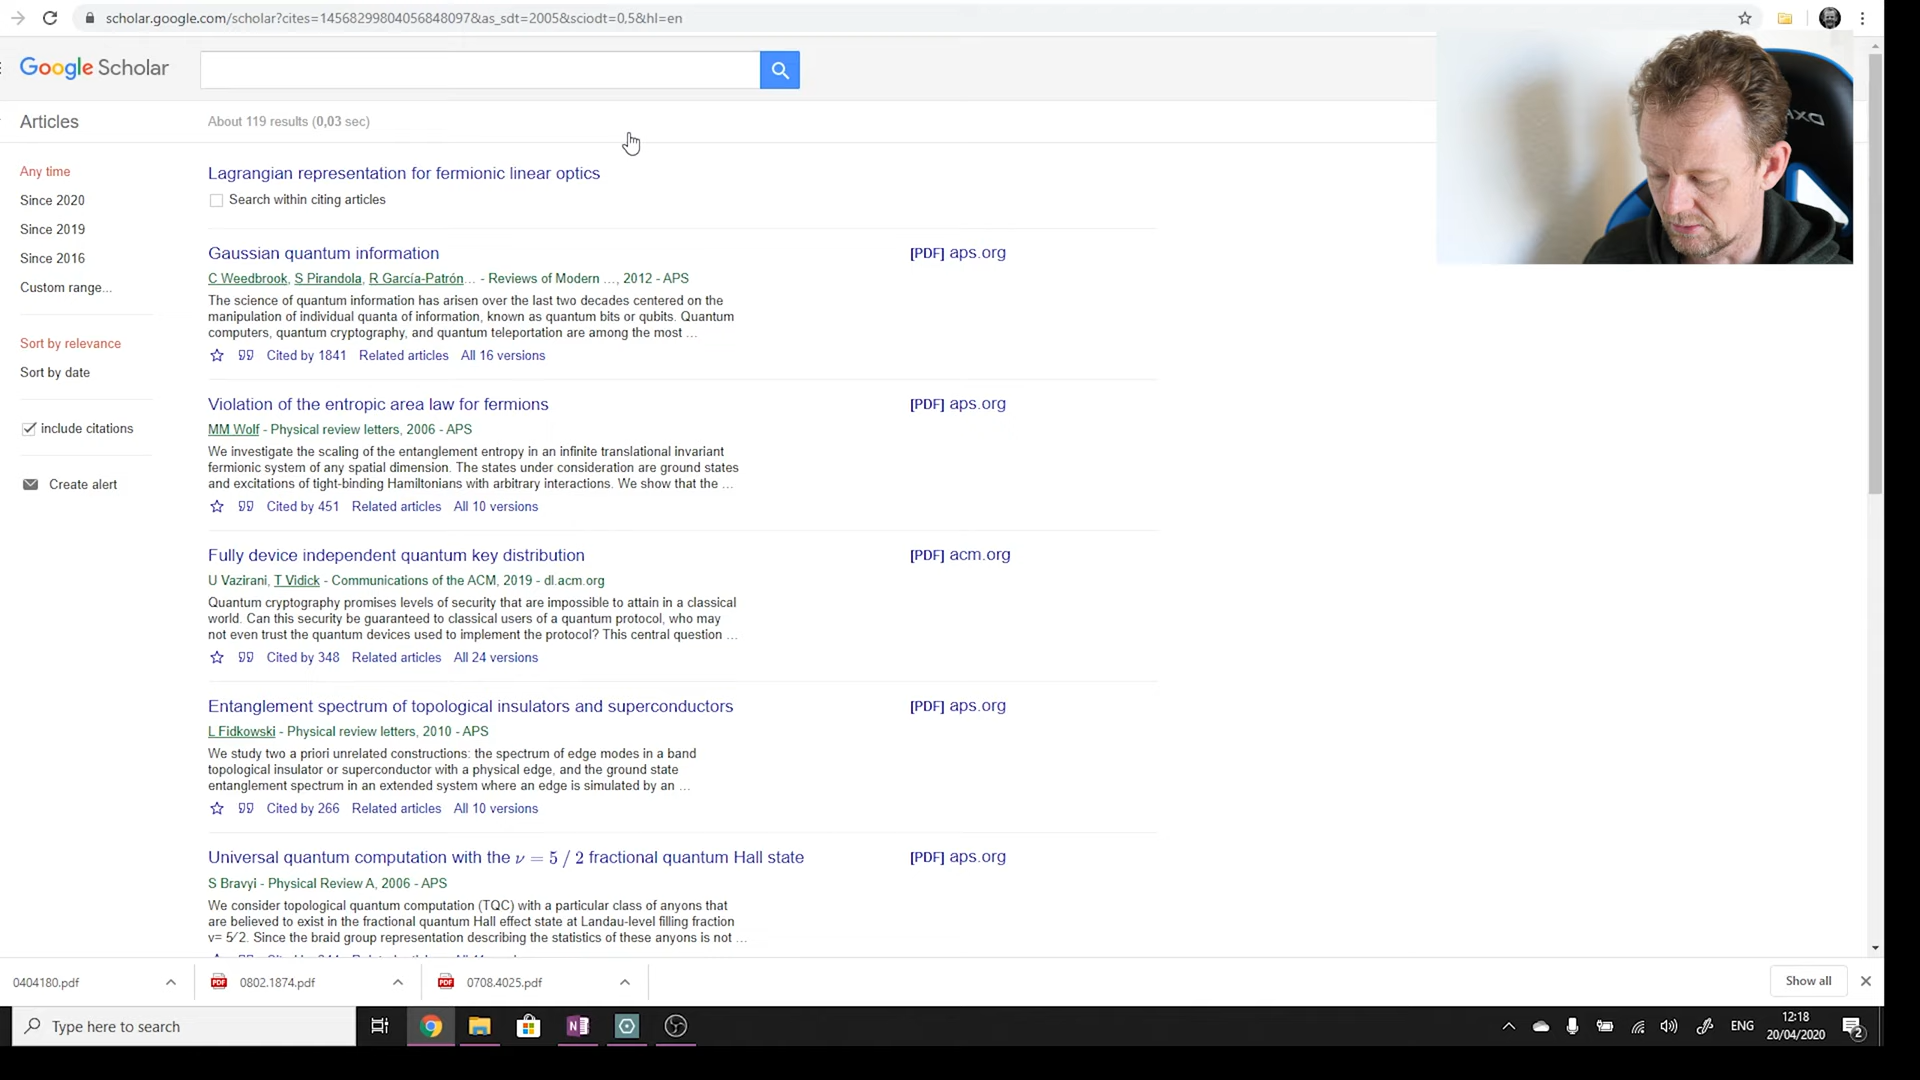 scholar.google.com/scholar?cites=14568299804056848097&as_sdt=2005&sciodt=0,5&hl=en
Google Scholar
Articles
About 119 results (0,03 sec)
Any time
Since 2020
Since 2019
Since 2016
Custom range...
Sort by relevance
Sort by date
include citations
Create alert
Lagrangian representation for fermionic linear optics
Search within citing articles
Gaussian quantum information
[PDF] aps.org
C Weedbrook, S Pirandola, R García-Patrón… - Reviews of Modern …, 2012 - APS
The science of quantum information has arisen over the last two decades centered on the
manipulation of individual quanta of information, known as quantum bits or qubits. Quantum
computers, quantum cryptography, and quantum teleportation are among the most …
Cited by 1841 Related articles All 16 versions
Violation of the entropic area law for fermions
[PDF] aps.org
MM Wolf - Physical review letters, 2006 - APS
We investigate the scaling of the entanglement entropy in an infinite translational invariant
fermionic system of any spatial dimension. The states under consideration are ground states
and excitations of tight-binding Hamiltonians with arbitrary interactions. We show that the …
Cited by 451 Related articles All 10 versions
Fully device independent quantum key distribution
[PDF] acm.org
U Vazirani, T Vidick - Communications of the ACM, 2019 - dl.acm.org
Quantum cryptography promises levels of security that are impossible to attain in a classical
world. Can this security be guaranteed to classical users of a quantum protocol, who may
not even trust the quantum devices used to implement the protocol? This central question …
Cited by 348 Related articles All 24 versions
Entanglement spectrum of topological insulators and superconductors
[PDF] aps.org
L Fidkowski - Physical review letters, 2010 - APS
We study two a priori unrelated constructions: the spectrum of edge modes in a band
topological insulator or superconductor with a physical edge, and the ground state
entanglement spectrum in an extended system where an edge is simulated by an …
Cited by 266 Related articles All 10 versions
Universal quantum computation with the ν = 5 / 2 fractional quantum Hall state
[PDF] aps.org
S Bravyi - Physical Review A, 2006 - APS
We consider topological quantum computation (TQC) with a particular class of anyons that
are believed to exist in the fractional quantum Hall effect state at Landau-level filling fraction
ν= 5∕2. Since the braid group representation describing the statistics of these anyons is not …
0404180.pdf
0802.1874.pdf
0708.4025.pdf
Show all
Type here to search
ENG
12:18
20/04/2020
2